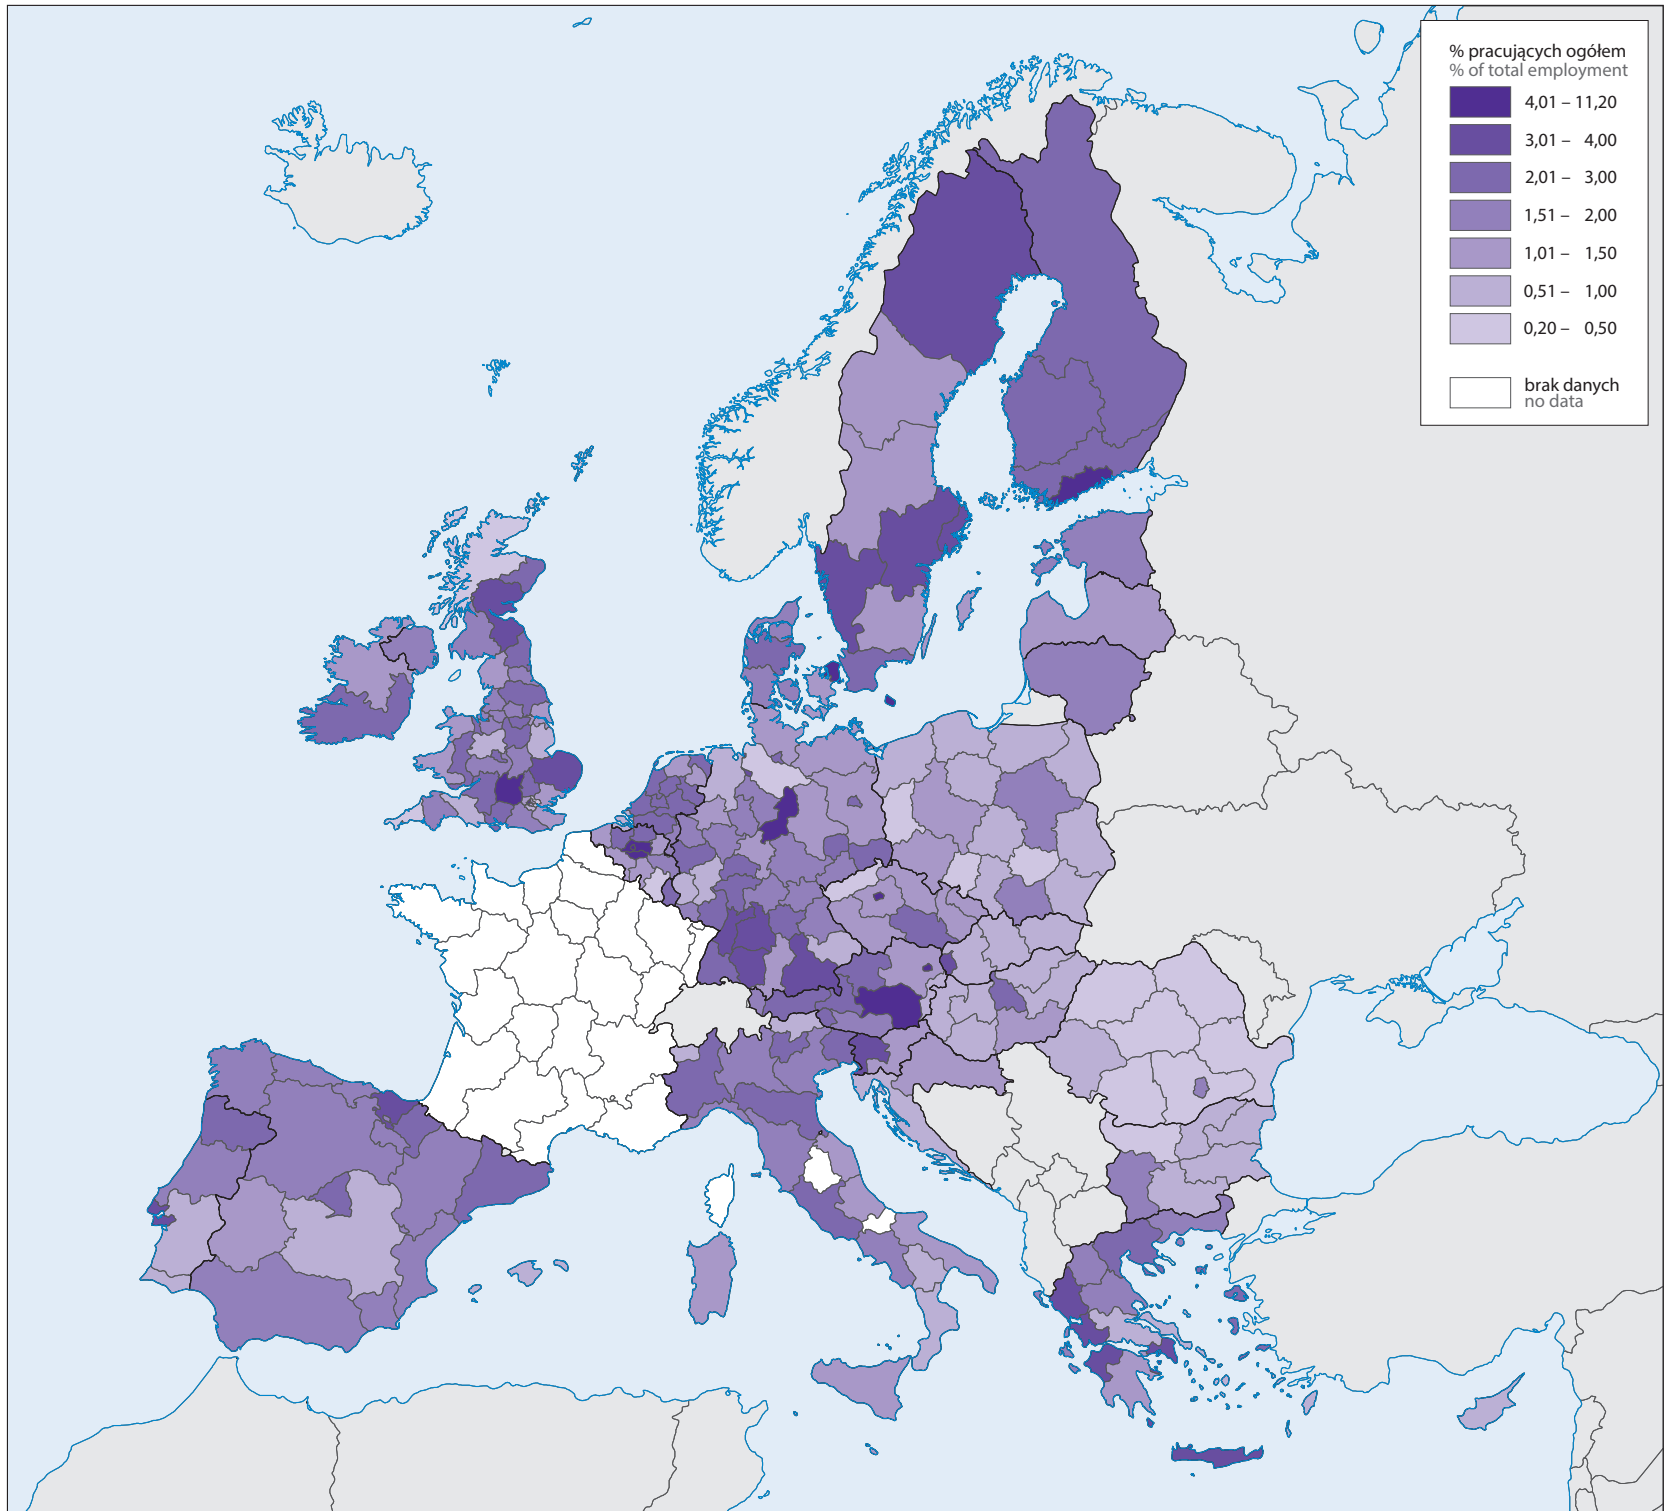 % pracujących ogółem
% of total employment
4,01 – 11,20
3,01 – 4,00
2,01 – 3,00
1,51 – 2,00
1,01 – 1,50
0,51 – 1,00
0,20 – 0,50
brak danych
no data